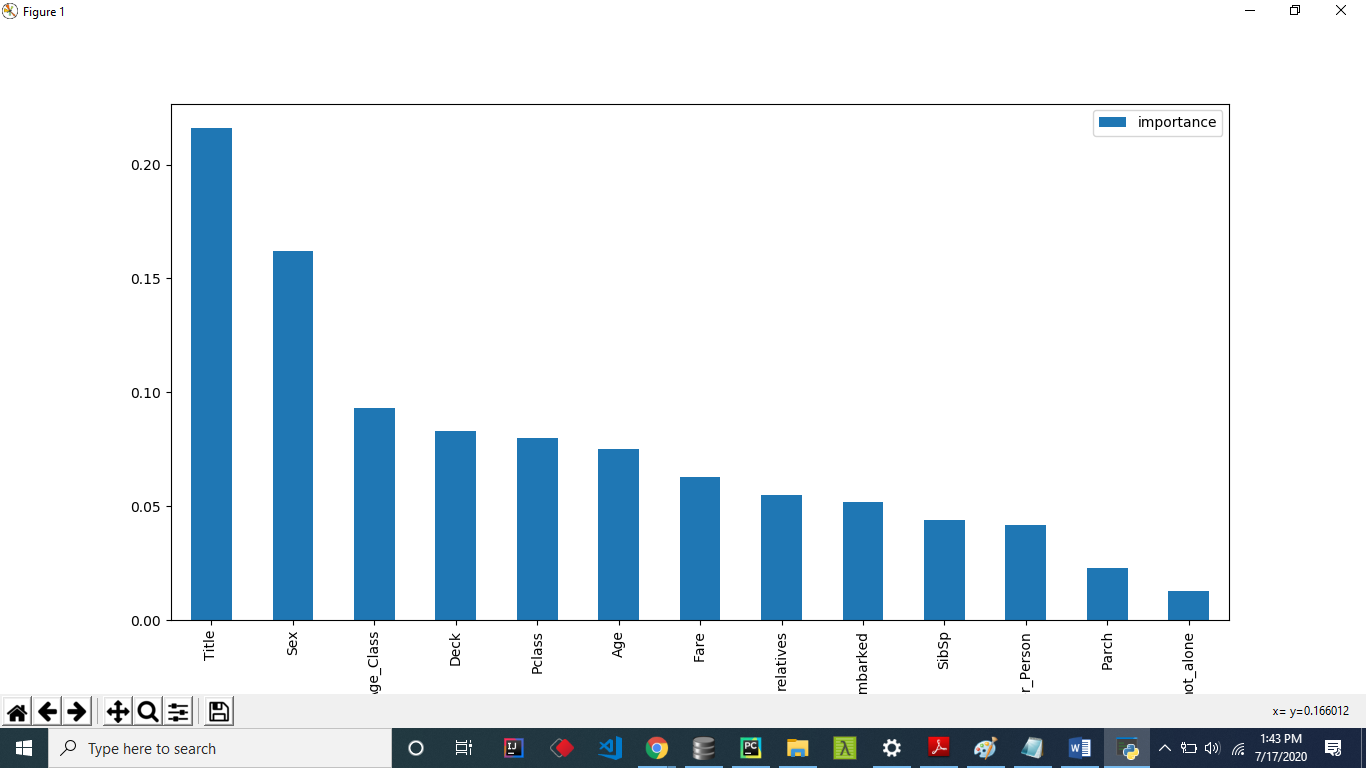 Figure 1
importance
0.20
0.15
0.10
0.05
0.00
Title
Sex
ge_Class
Deck
Pclass
Age
Fare
relatives
mbarked
SibSp
r_Person
Parch
not_alone
x= y=0.166012
Type here to search
1:43 PM
7/17/2020